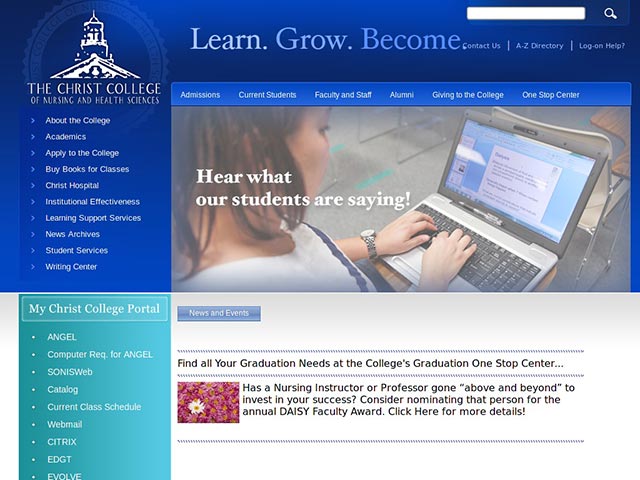 Learn. Grow. Become.
Contact Us | A-Z Directory | Log-on Help?
THE CHRIST COLLEGE
OF NURSING AND HEALTH SCIENCES
Admissions Current Students Faculty and Staff Alumni Giving to the College One Stop Center
About the College
Academics
Apply to the College
Buy Books for Classes
Christ Hospital
Institutional Effectiveness
Learning Support Services
News Archives
Student Services
Writing Center
Hear what
our students are saying!
My Christ College Portal
ANGEL
Computer Req. for ANGEL
SONISWeb
Catalog
Current Class Schedule
Webmail
CITRIX
EDGT
EVOLVE
News and Events
Find all Your Graduation Needs at the College's Graduation One Stop Center...
Has a Nursing Instructor or Professor gone “above and beyond” to
invest in your success? Consider nominating that person for the
annual DAISY Faculty Award. Click Here for more details!